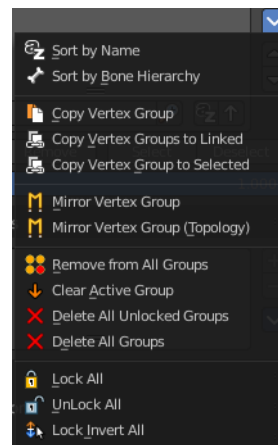 Sort by Name
Sort by Bone Hierarchy
Copy Vertex Group
Copy Vertex Groups to Linked
Copy Vertex Group to Selected
Mirror Vertex Group
Mirror Vertex Group (Topology)
Remove from All Groups
Clear Active Group
Delete All Unlocked Groups
Delete All Groups
Lock All
UnLock All
Lock Invert All